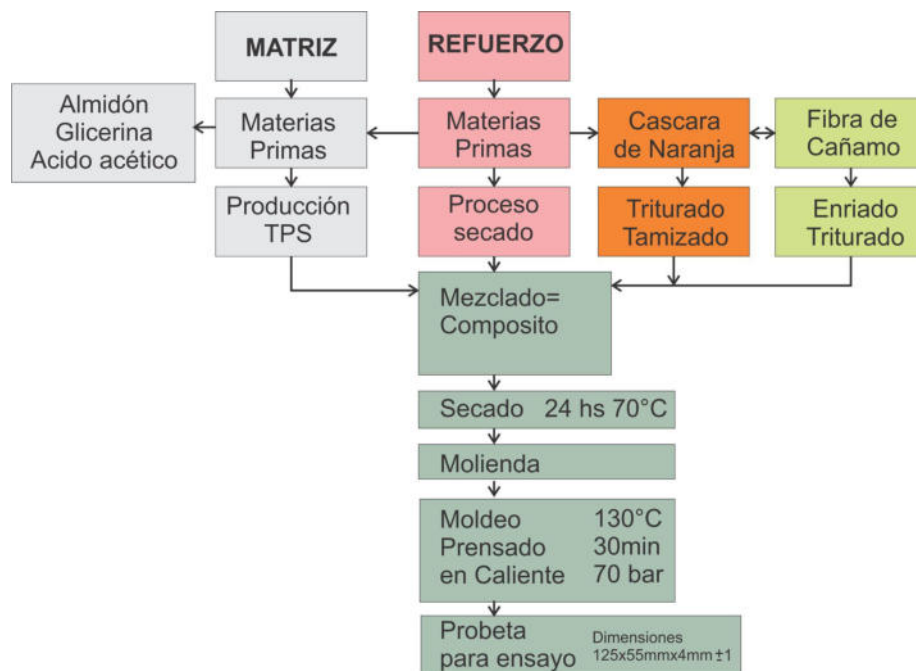 MATRIZ
REFUERZO
Almidón
Glicerina
Acido acético
Materias
Primas
Materias
Primas
Cascara
de Naranja
Fibra de
Cañamo
Producción
TPS
Proceso
secado
Triturado
Tamizado
Enriado
Triturado
Mezclado=
Composito
Secado 24 hs 70°C
Molienda
Moldeo 130°C
Prensado 30min
en Caliente 70 bar
Probeta
para ensayo
Dimensiones
125x55mmx4mm ±1